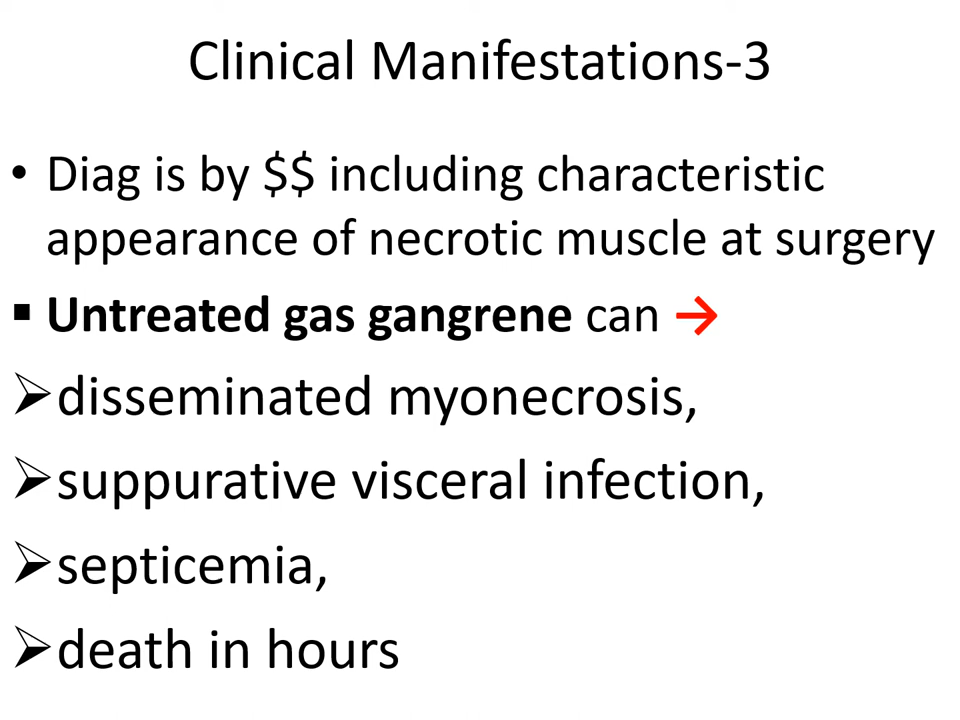 Clinical Manifestations-3
• Diag is by $$ including characteristic
appearance of necrotic muscle at surgery
▪ Untreated gas gangrene can →
➢disseminated myonecrosis,
➢suppurative visceral infection,
➢septicemia,
➢death in hours